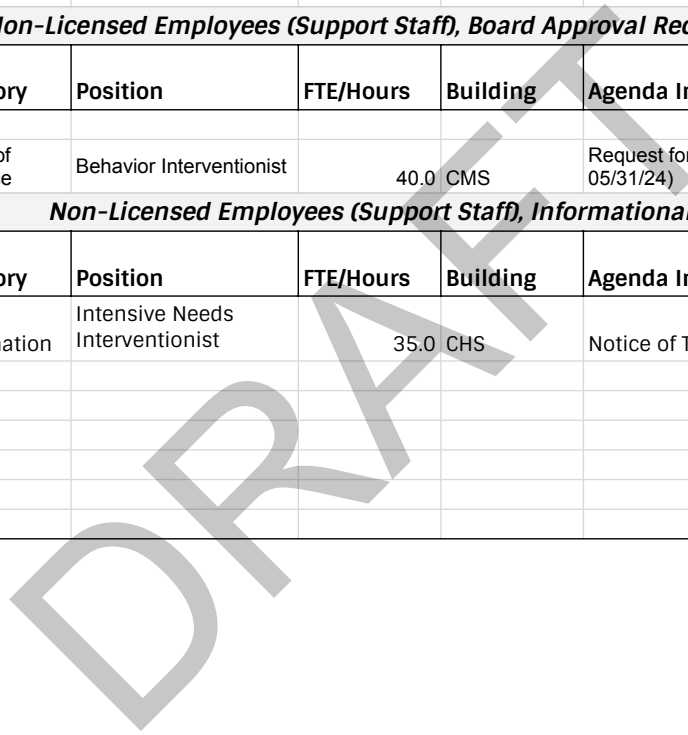 on-Licensed Employees (Support Staff), Board Approval Rec
ory Position FTE/Hours Building Agenda In
of
e Behavior Interventionist 40.0 CMS Request for
05/31/24)
Non-Licensed Employees (Support Staff), Informational
ory Position FTE/Hours Building Agenda In
nation Intensive Needs
Interventionist 35.0 CHS Notice of T
DRAFT